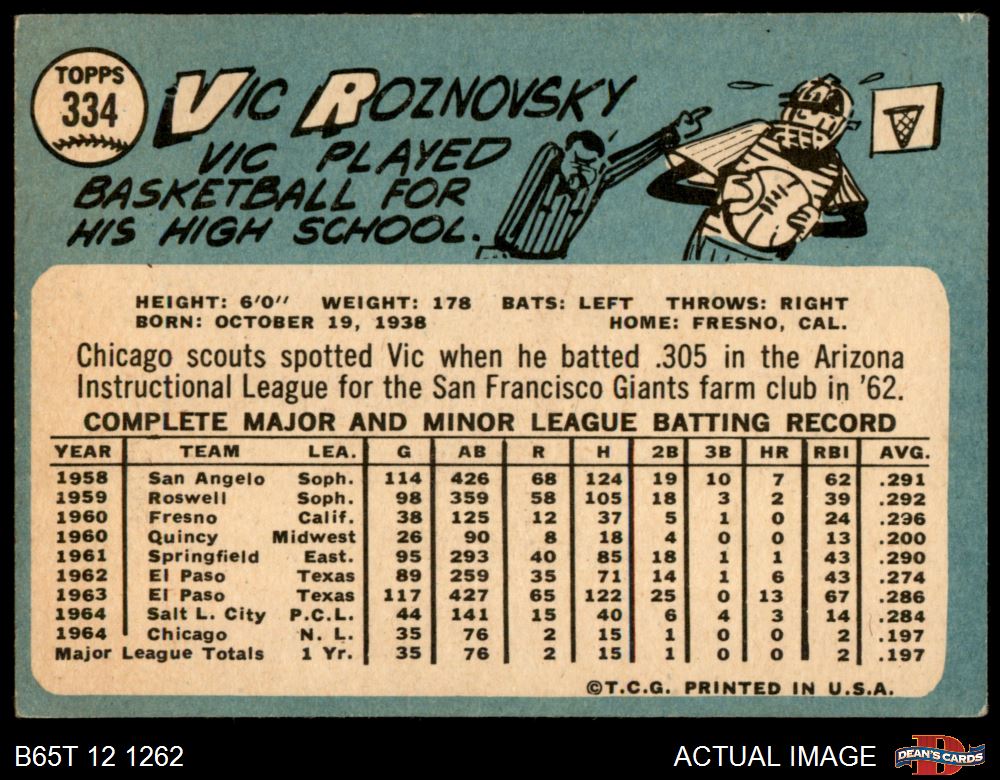 TOPPS
334
VIC ROZNOVSKY
VIC PLAYED
BASKETBALL FOR
HIS HIGH SCHOOL.
HEIGHT: 6'0" WEIGHT: 178 BATS: LEFT THROWS: RIGHT
BORN: OCTOBER 19, 1938 HOME: FRESNO, CAL.
Chicago scouts spotted Vic when he batted .305 in the Arizona
Instructional League for the San Francisco Giants farm club in '62.
COMPLETE MAJOR AND MINOR LEAGUE BATTING RECORD
YEAR TEAM LEA. G AB R H 2B 3B HR RBI AVG.
1958 San Angelo Soph. 114 426 68 124 19 10 7 62 .291
1959 Roswell Soph. 98 359 58 105 18 3 2 39 .292
1960 Fresno Calif. 38 125 12 37 5 1 0 24 .296
1960 Quincy Midwest 26 90 8 18 4 0 0 13 .200
1961 Springfield East. 95 293 40 85 18 1 1 43 .290
1962 El Paso Texas 89 259 35 71 14 1 6 43 .274
1963 El Paso Texas 117 427 65 122 25 0 13 67 .286
1964 Salt L. City P.C.L. 44 141 15 40 6 4 3 14 .284
1964 Chicago N. L. 35 76 2 15 1 0 0 2 .197
Major League Totals 1 Yr. 35 76 2 15 1 0 0 2 .197
©T.C.G. PRINTED IN U.S.A.
B65T 12 1262 ACTUAL IMAGE DEAN'S CARDS